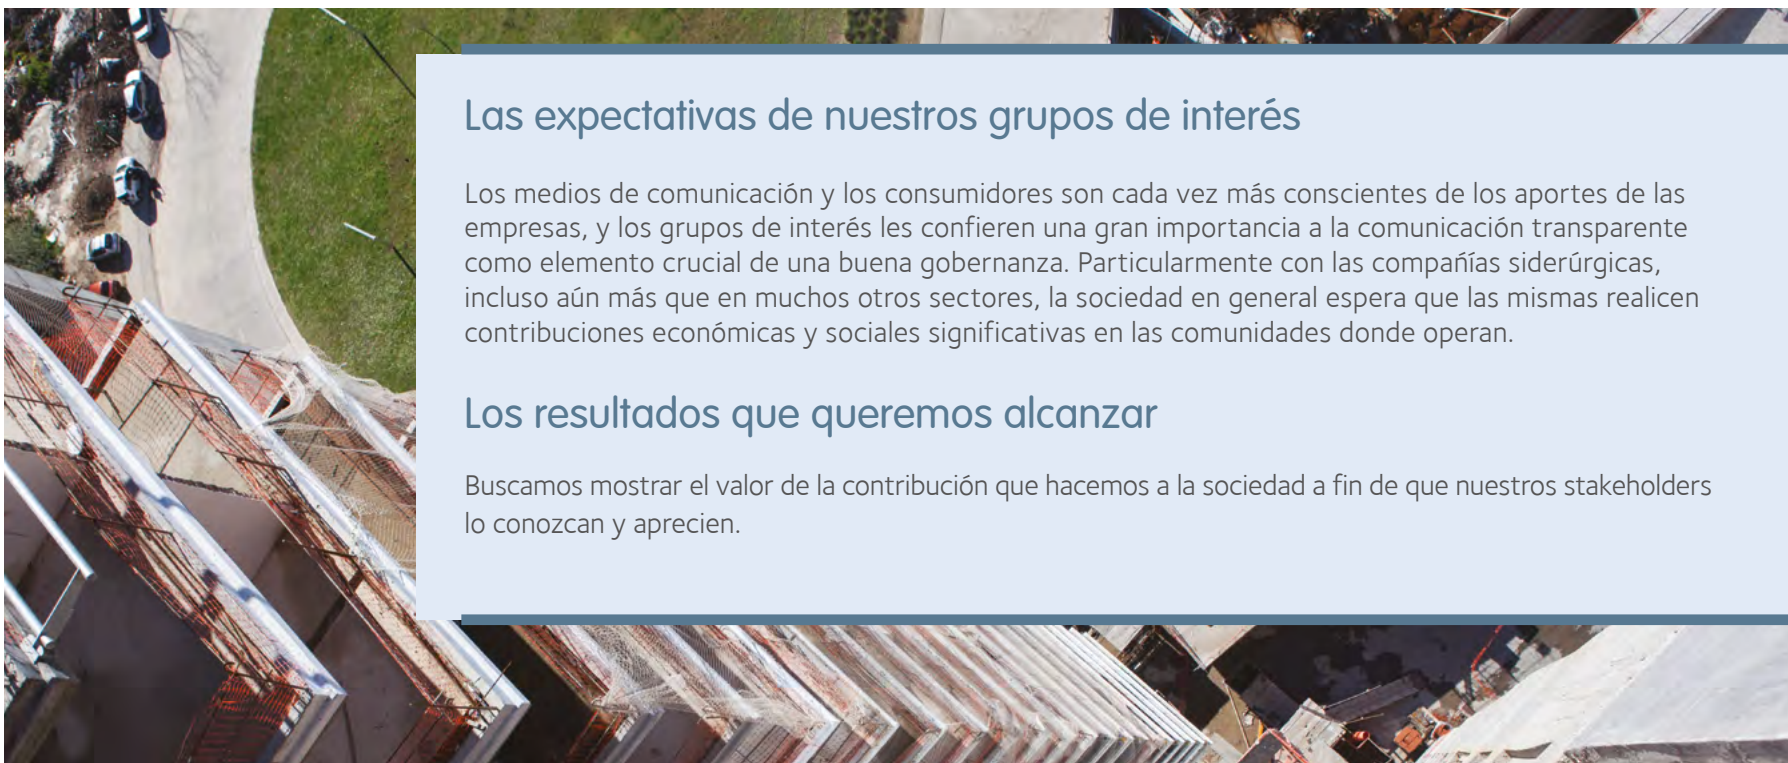 Las expectativas de nuestros grupos de interés
Los medios de comunicación y los consumidores son cada vez más conscientes de los aportes de las
empresas, y los grupos de interés les confieren una gran importancia a la comunicación transparente
como elemento crucial de una buena gobernanza. Particularmente con las compañías siderúrgicas,
incluso aún más que en muchos otros sectores, la sociedad en general espera que las mismas realicen
contribuciones económicas y sociales significativas en las comunidades donde operan.
Los resultados que queremos alcanzar
Buscamos mostrar el valor de la contribución que hacemos a la sociedad a fin de que nuestros stakeholders
lo conozcan y aprecien.